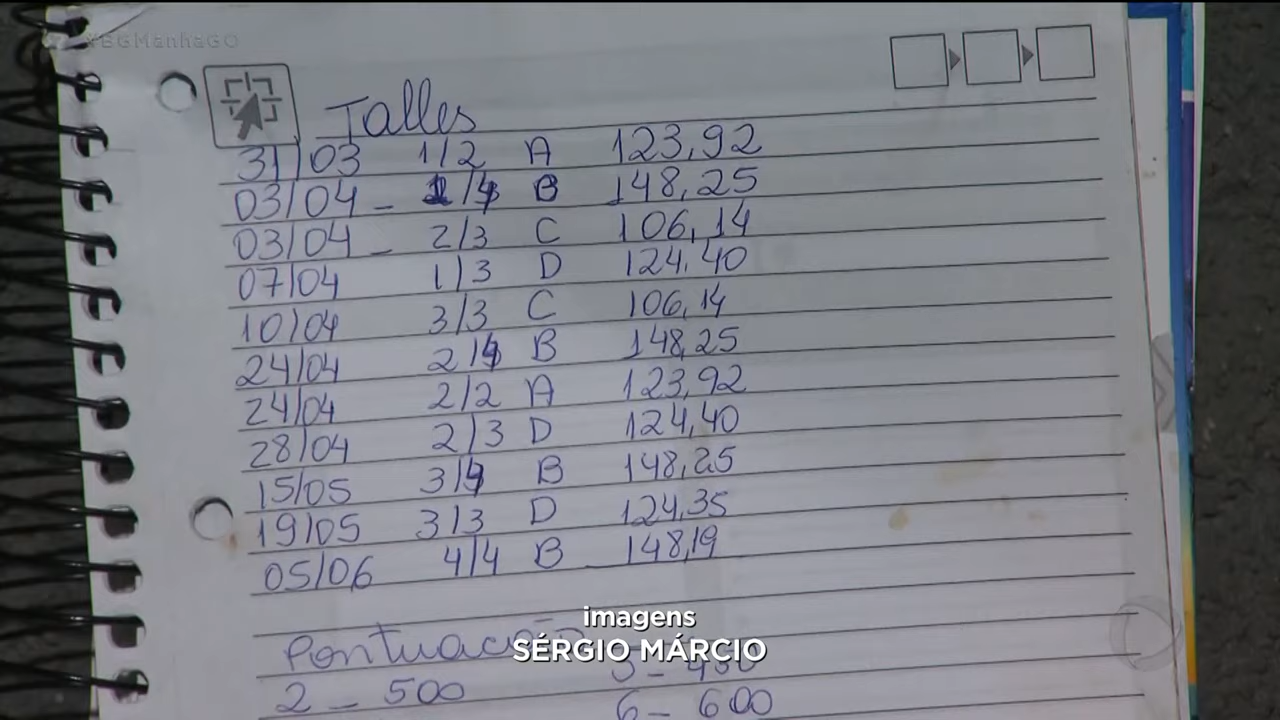 #BGManhaGO
Talles
31/03 1/2 A 123,92
03/04 - 1/4 B 148,25
03/04 - 2/3 C 106,14
07/04 1/3 D 124,40
10/04 3/3 C 106,14
24/04 2/4 B 148,25
24/04 2/2 A 123,92
28/04 2/3 D 124,40
15/05 3/4 B 148,25
19/05 3/3 D 124,35
05/06 4/4 B 148,19
imagens
SÉRGIO MÁRCIO
2 - 500
6 - 600